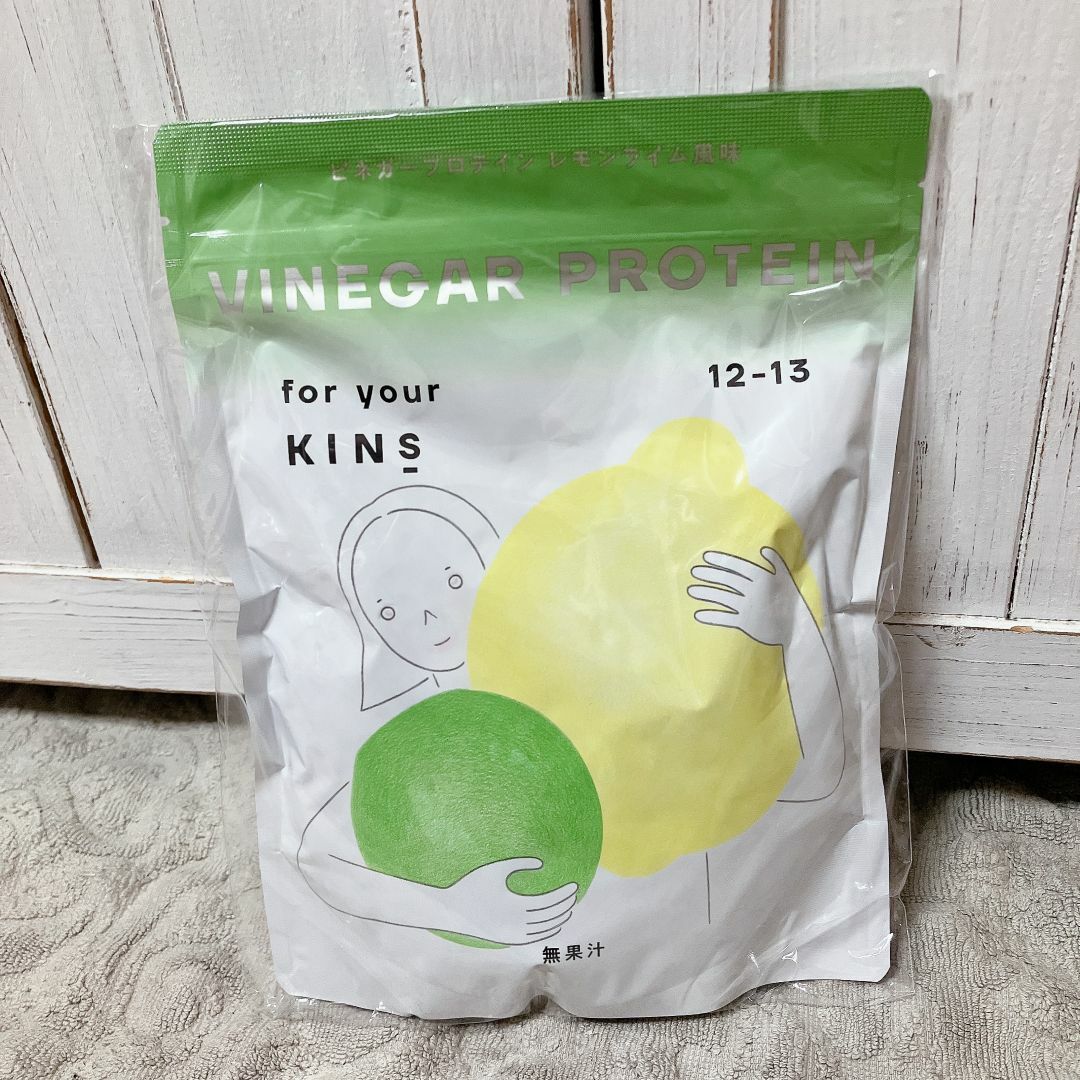 ビネガープロテイン レモンライム風味
VINEGAR PROTEIN
for your
KINS
12-13
無果汁